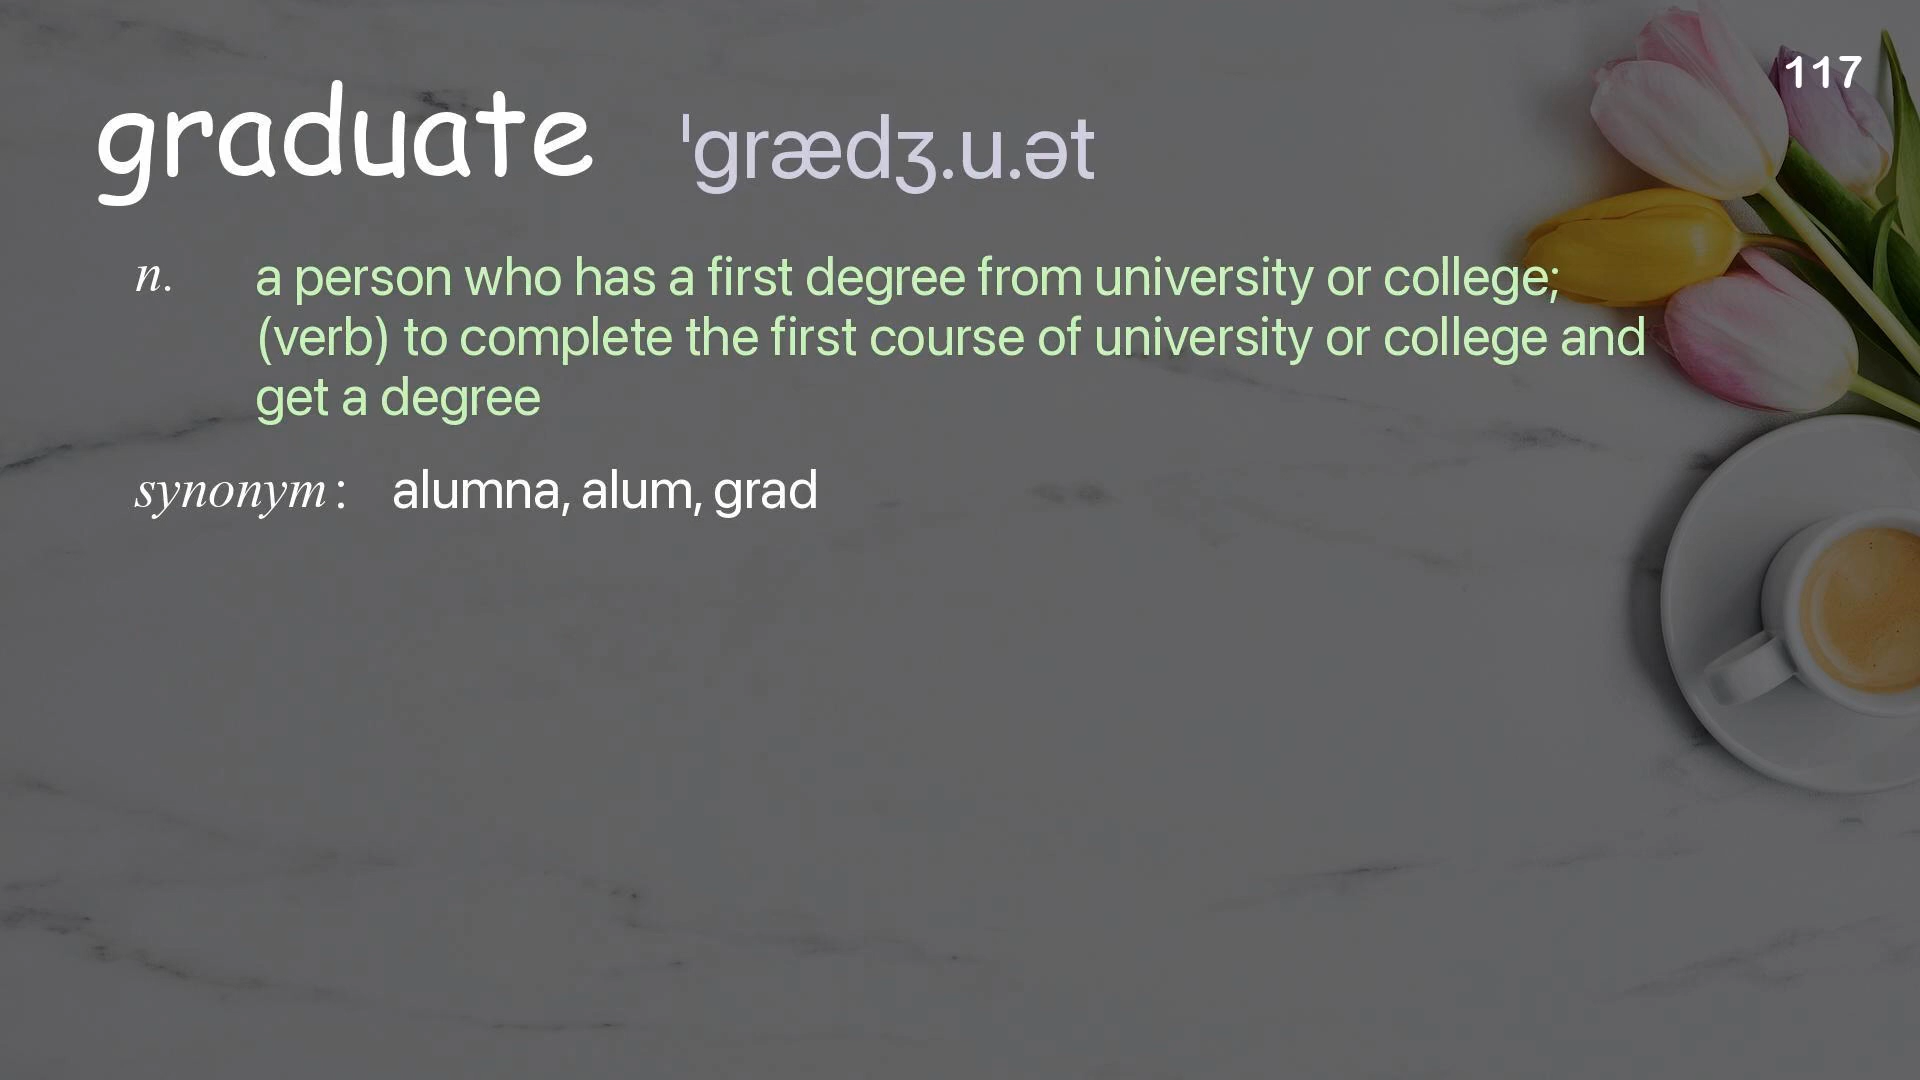 117
graduate ˈɡrædʒ.u.ət
n. a person who has a first degree from university or college;
(verb) to complete the first course of university or college and
get a degree
synonym : alumna, alum, grad